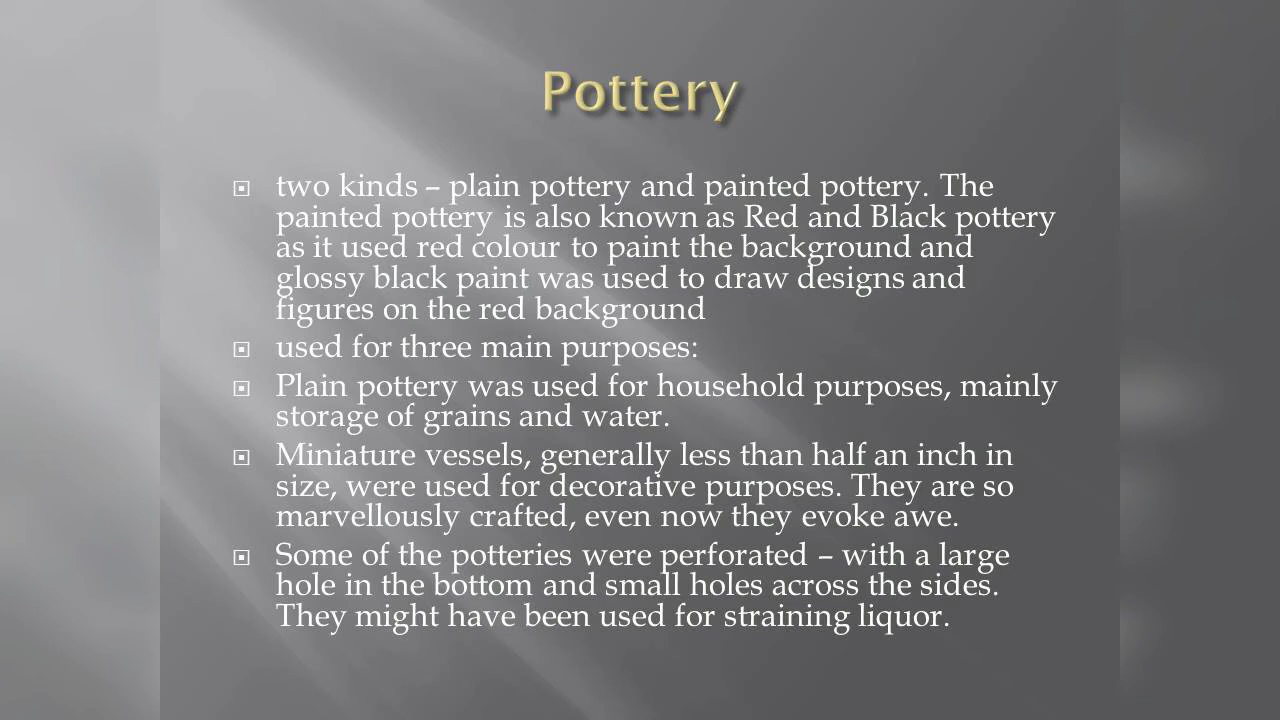 Pottery
two kinds – plain pottery and painted pottery. The
painted pottery is also known as Red and Black pottery
as it used red colour to paint the background and
glossy black paint was used to draw designs and
figures on the red background
used for three main purposes:
Plain pottery was used for household purposes, mainly
storage of grains and water.
Miniature vessels, generally less than half an inch in
size, were used for decorative purposes. They are so
marvellously crafted, even now they evoke awe.
Some of the potteries were perforated – with a large
hole in the bottom and small holes across the sides.
They might have been used for straining liquor.